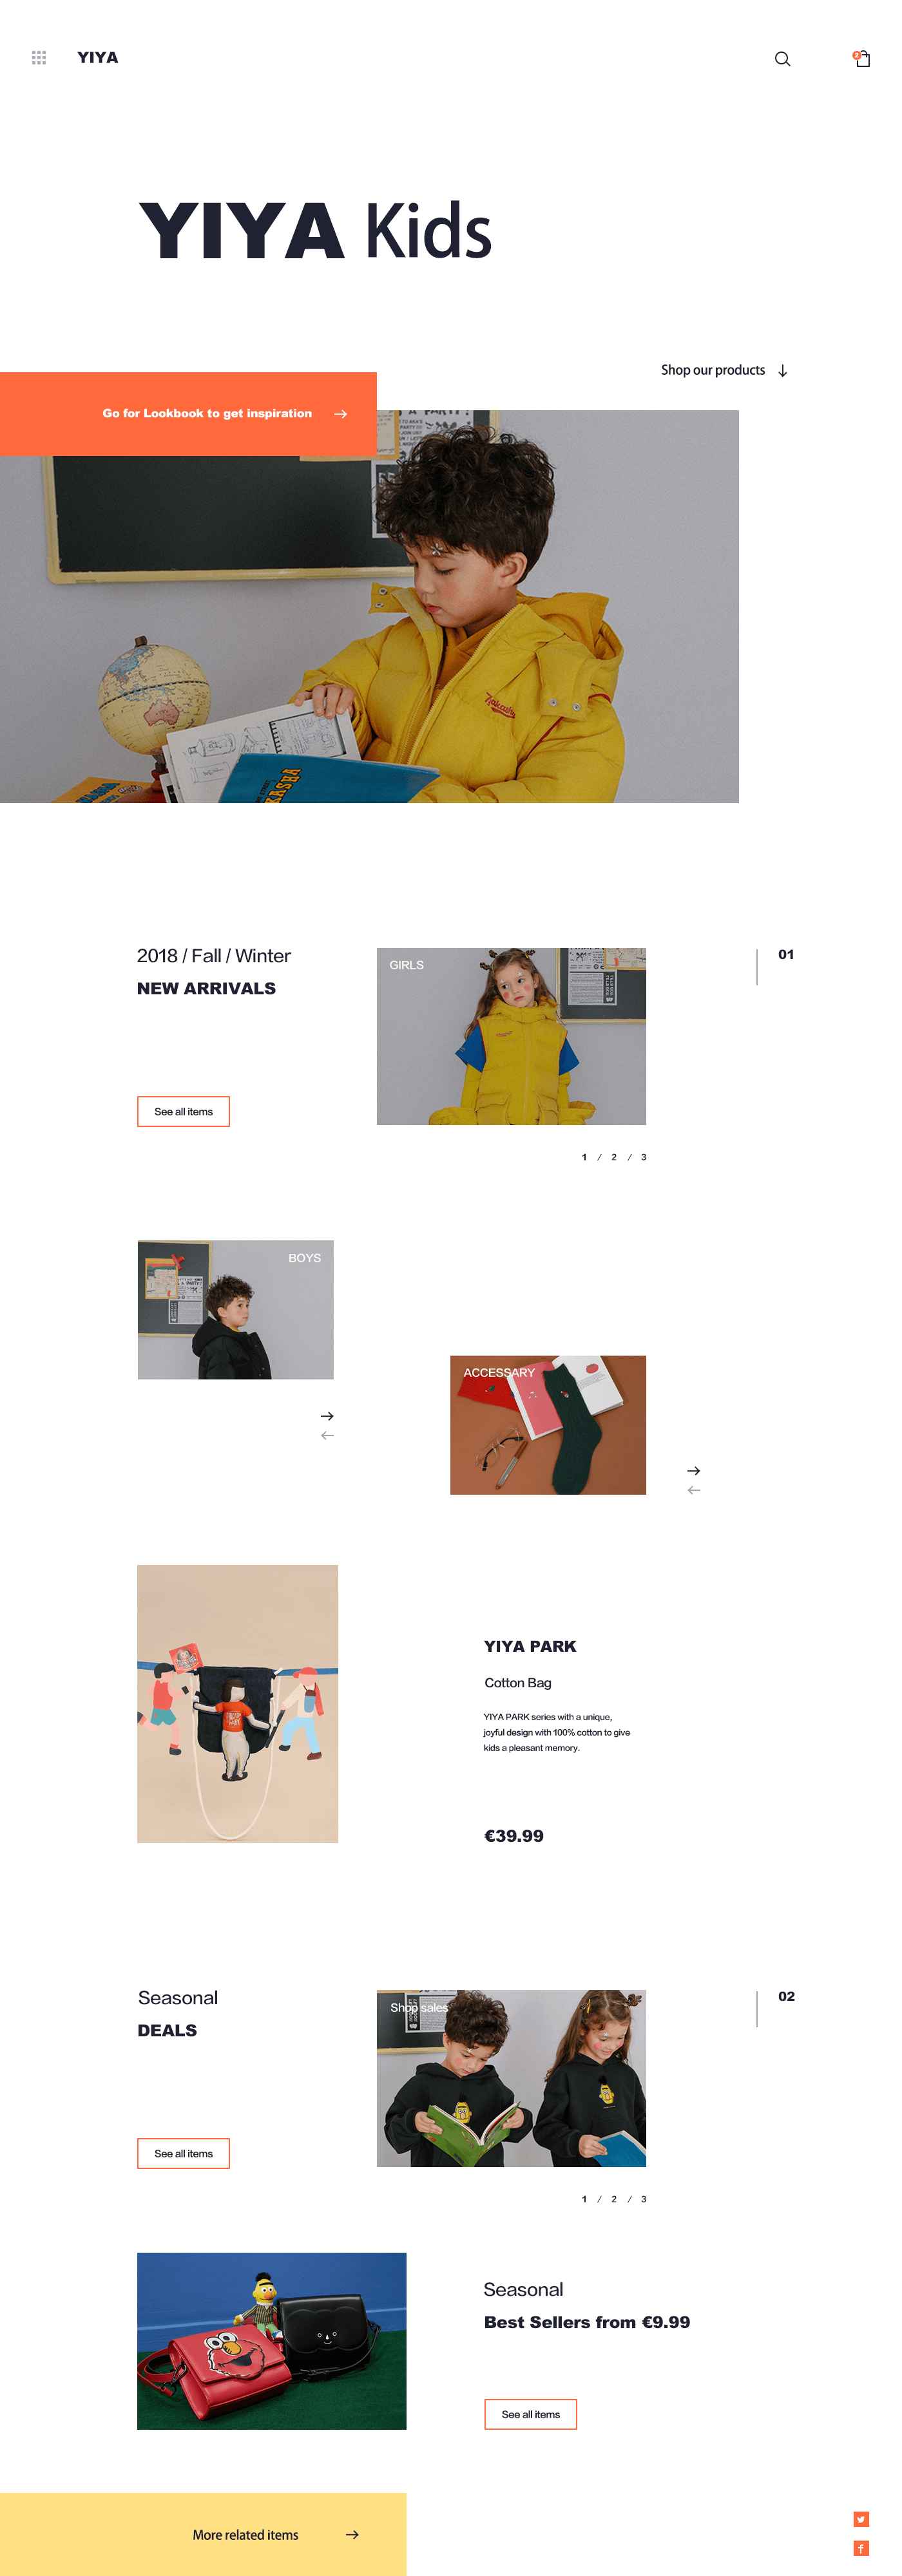 YIYA
2
YIYA Kids
Shop our products
Go for Lookbook to get inspiration
Nakasha
AKASHA
2018 / Fall / Winter
NEW ARRIVALS
See all items
GIRLS
01
1 / 2 / 3
BOYS
ACCESSARY
YIYA PARK
Cotton Bag
YIYA PARK series with a unique,
joyful design with 100% cotton to give
kids a pleasant memory.
€39.99
Seasonal
DEALS
See all items
Shop sales
02
1 / 2 / 3
Seasonal
Best Sellers from €9.99
See all items
More related items